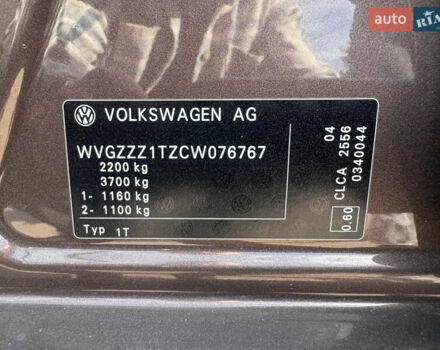 auto RIA
VOLKSWAGEN AG
WVGZZZ1TZCW076767
2200 kg
3700 kg
1- 1160 kg
2- 1100 kg
Typ 1T
04
CLCA 2556
0340044
0.60